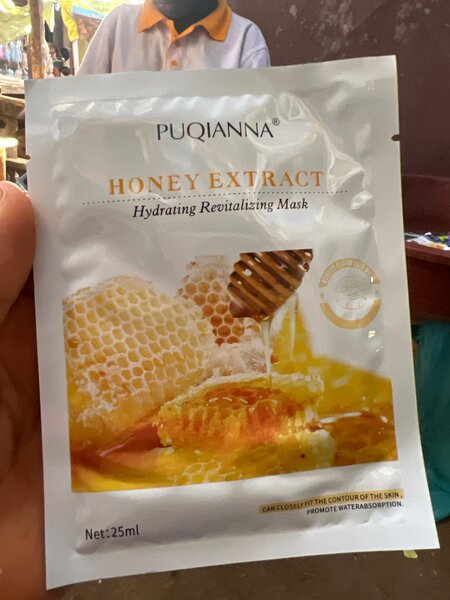 PUQIANNA®
HONEY EXTRACT
Hydrating Revitalizing Mask
CAN CLOSELY FIT THE CONTOUR OF THE SKIN ,
PROMOTE WATERABSORPTION.
Net:25ml